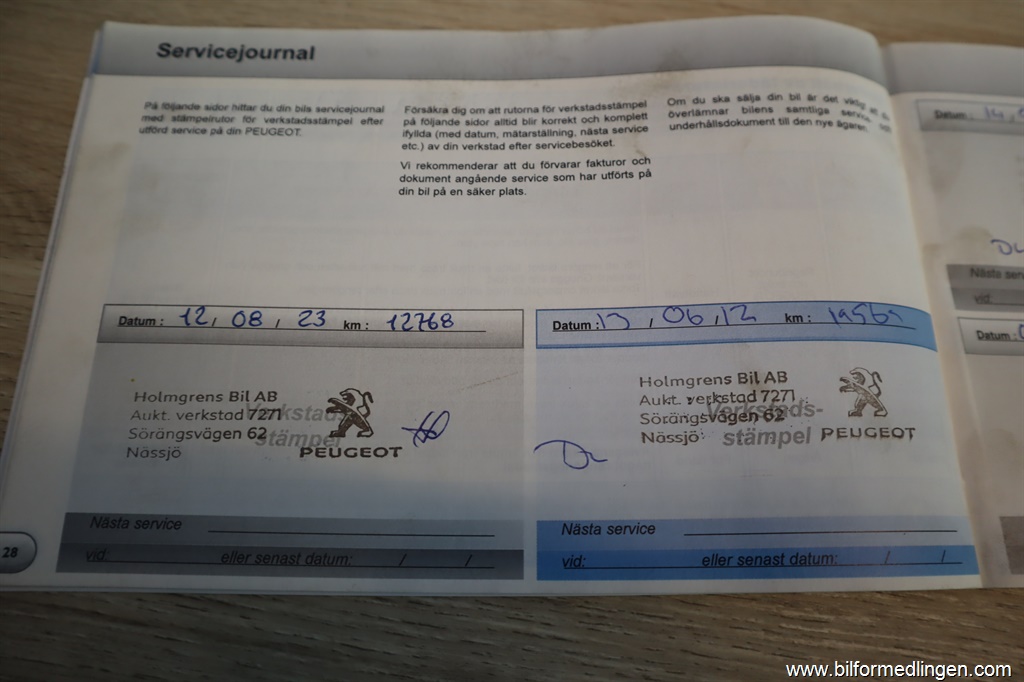 Servicejournal
På följande sidor hittar du din bils servicejournal
med stämpelrutor för verkstadsstämpel efter
utförd service på din PEUGEOT.
Försäkra dig om att rutorna för verkstadsstämpel
på följande sidor alltid blir korrekt och komplett
ifyllda (med datum, mätarställning, nästa service
etc.) av din verkstad efter servicebesöket.
Vi rekommenderar att du förvarar fakturor och
dokument angående service som har utförts på
din bil på en säker plats.
Om du ska sälja din bil är det viktig
överlämnar bilens samtliga
underhållsdokument till den nye ägaren.
Datum : 12, 08, 23 km : 12768
Holmgrens Bil AB
Aukt. verkstad 7271
Sörängsvägen 62
Nässjö
Verkstads
stämpel
PEUGEOT
Nästa service
vid: eller senast datum: / /
Datum : 13, 06, 12 km :
Holmgrens Bil AB
Aukt. verkstad 7271
Sörängsvägen 62
Nässjö
Verkstads-
stämpel
PEUGEOT
Nästa service
vid: eller senast datum: / /
28
Datum : 14,
Nästa servic
vid:
Datum :
www.bilformedlingen.com